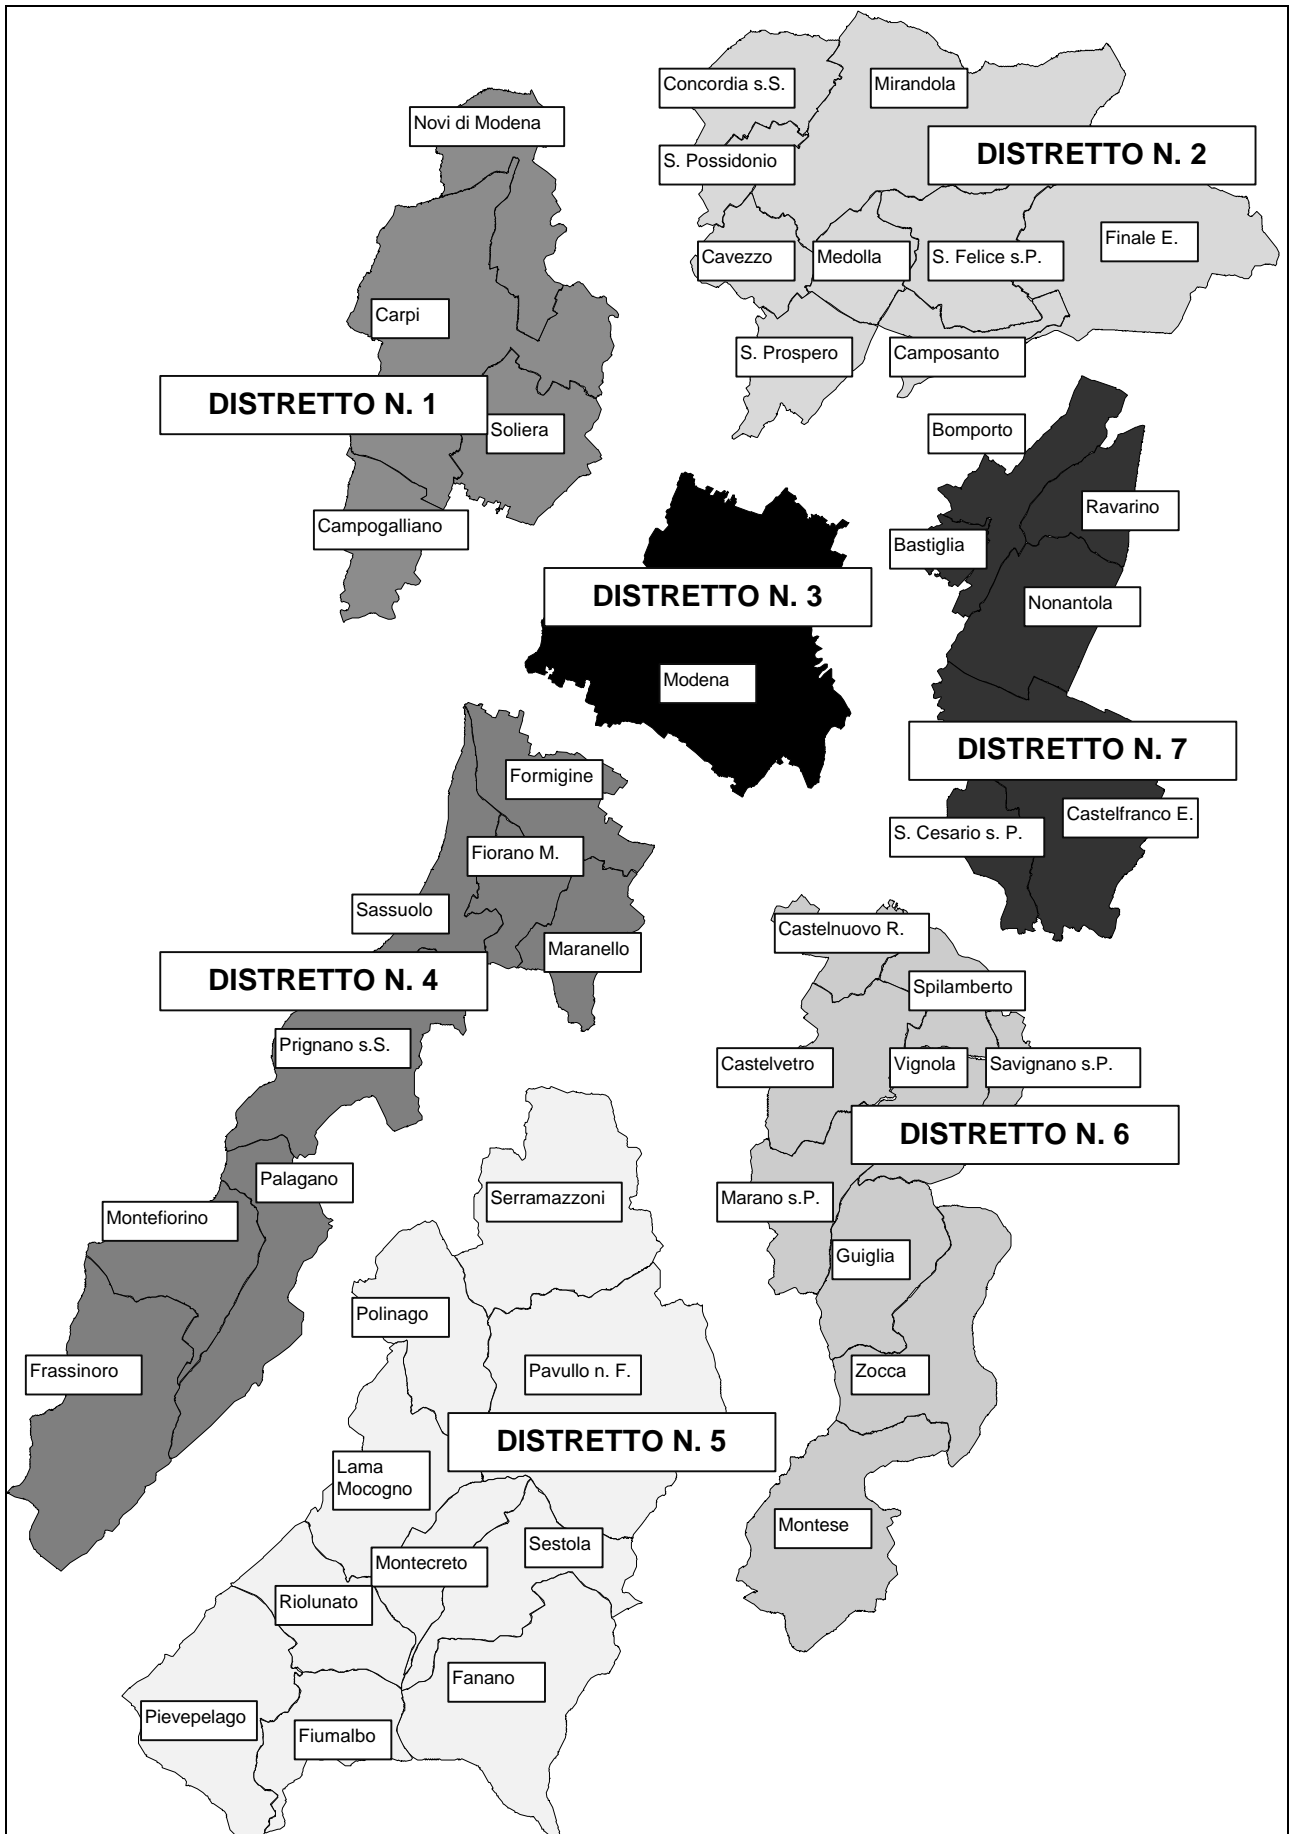 Concordia s.S.
Mirandola
Novi di Modena
DISTRETTO N. 2
S. Possidonio
Finale E.
Cavezzo
Medolla
S. Felice s.P.
Carpi
S. Prospero
Camposanto
DISTRETTO N. 1
Soliera
Bomporto
Campogalliano
Ravarino
Bastiglia
DISTRETTO N. 3
Nonantola
Modena
DISTRETTO N. 7
Formigine
Castelfranco E.
S. Cesario s. P.
Fiorano M.
Sassuolo
Castelnuovo R.
Maranello
DISTRETTO N. 4
Spilamberto
Prignano s.S.
Castelvetro
Vignola
Savignano s.P.
DISTRETTO N. 6
Palagano
Serramazzoni
Marano s.P.
Montefiorino
Guiglia
Polinago
Frassinoro
Pavullo n. F.
Zocca
DISTRETTO N. 5
Lama
Mocogno
Montese
Sestola
Montecreto
Riolunato
Fanano
Pievepelago
Fiumalbo